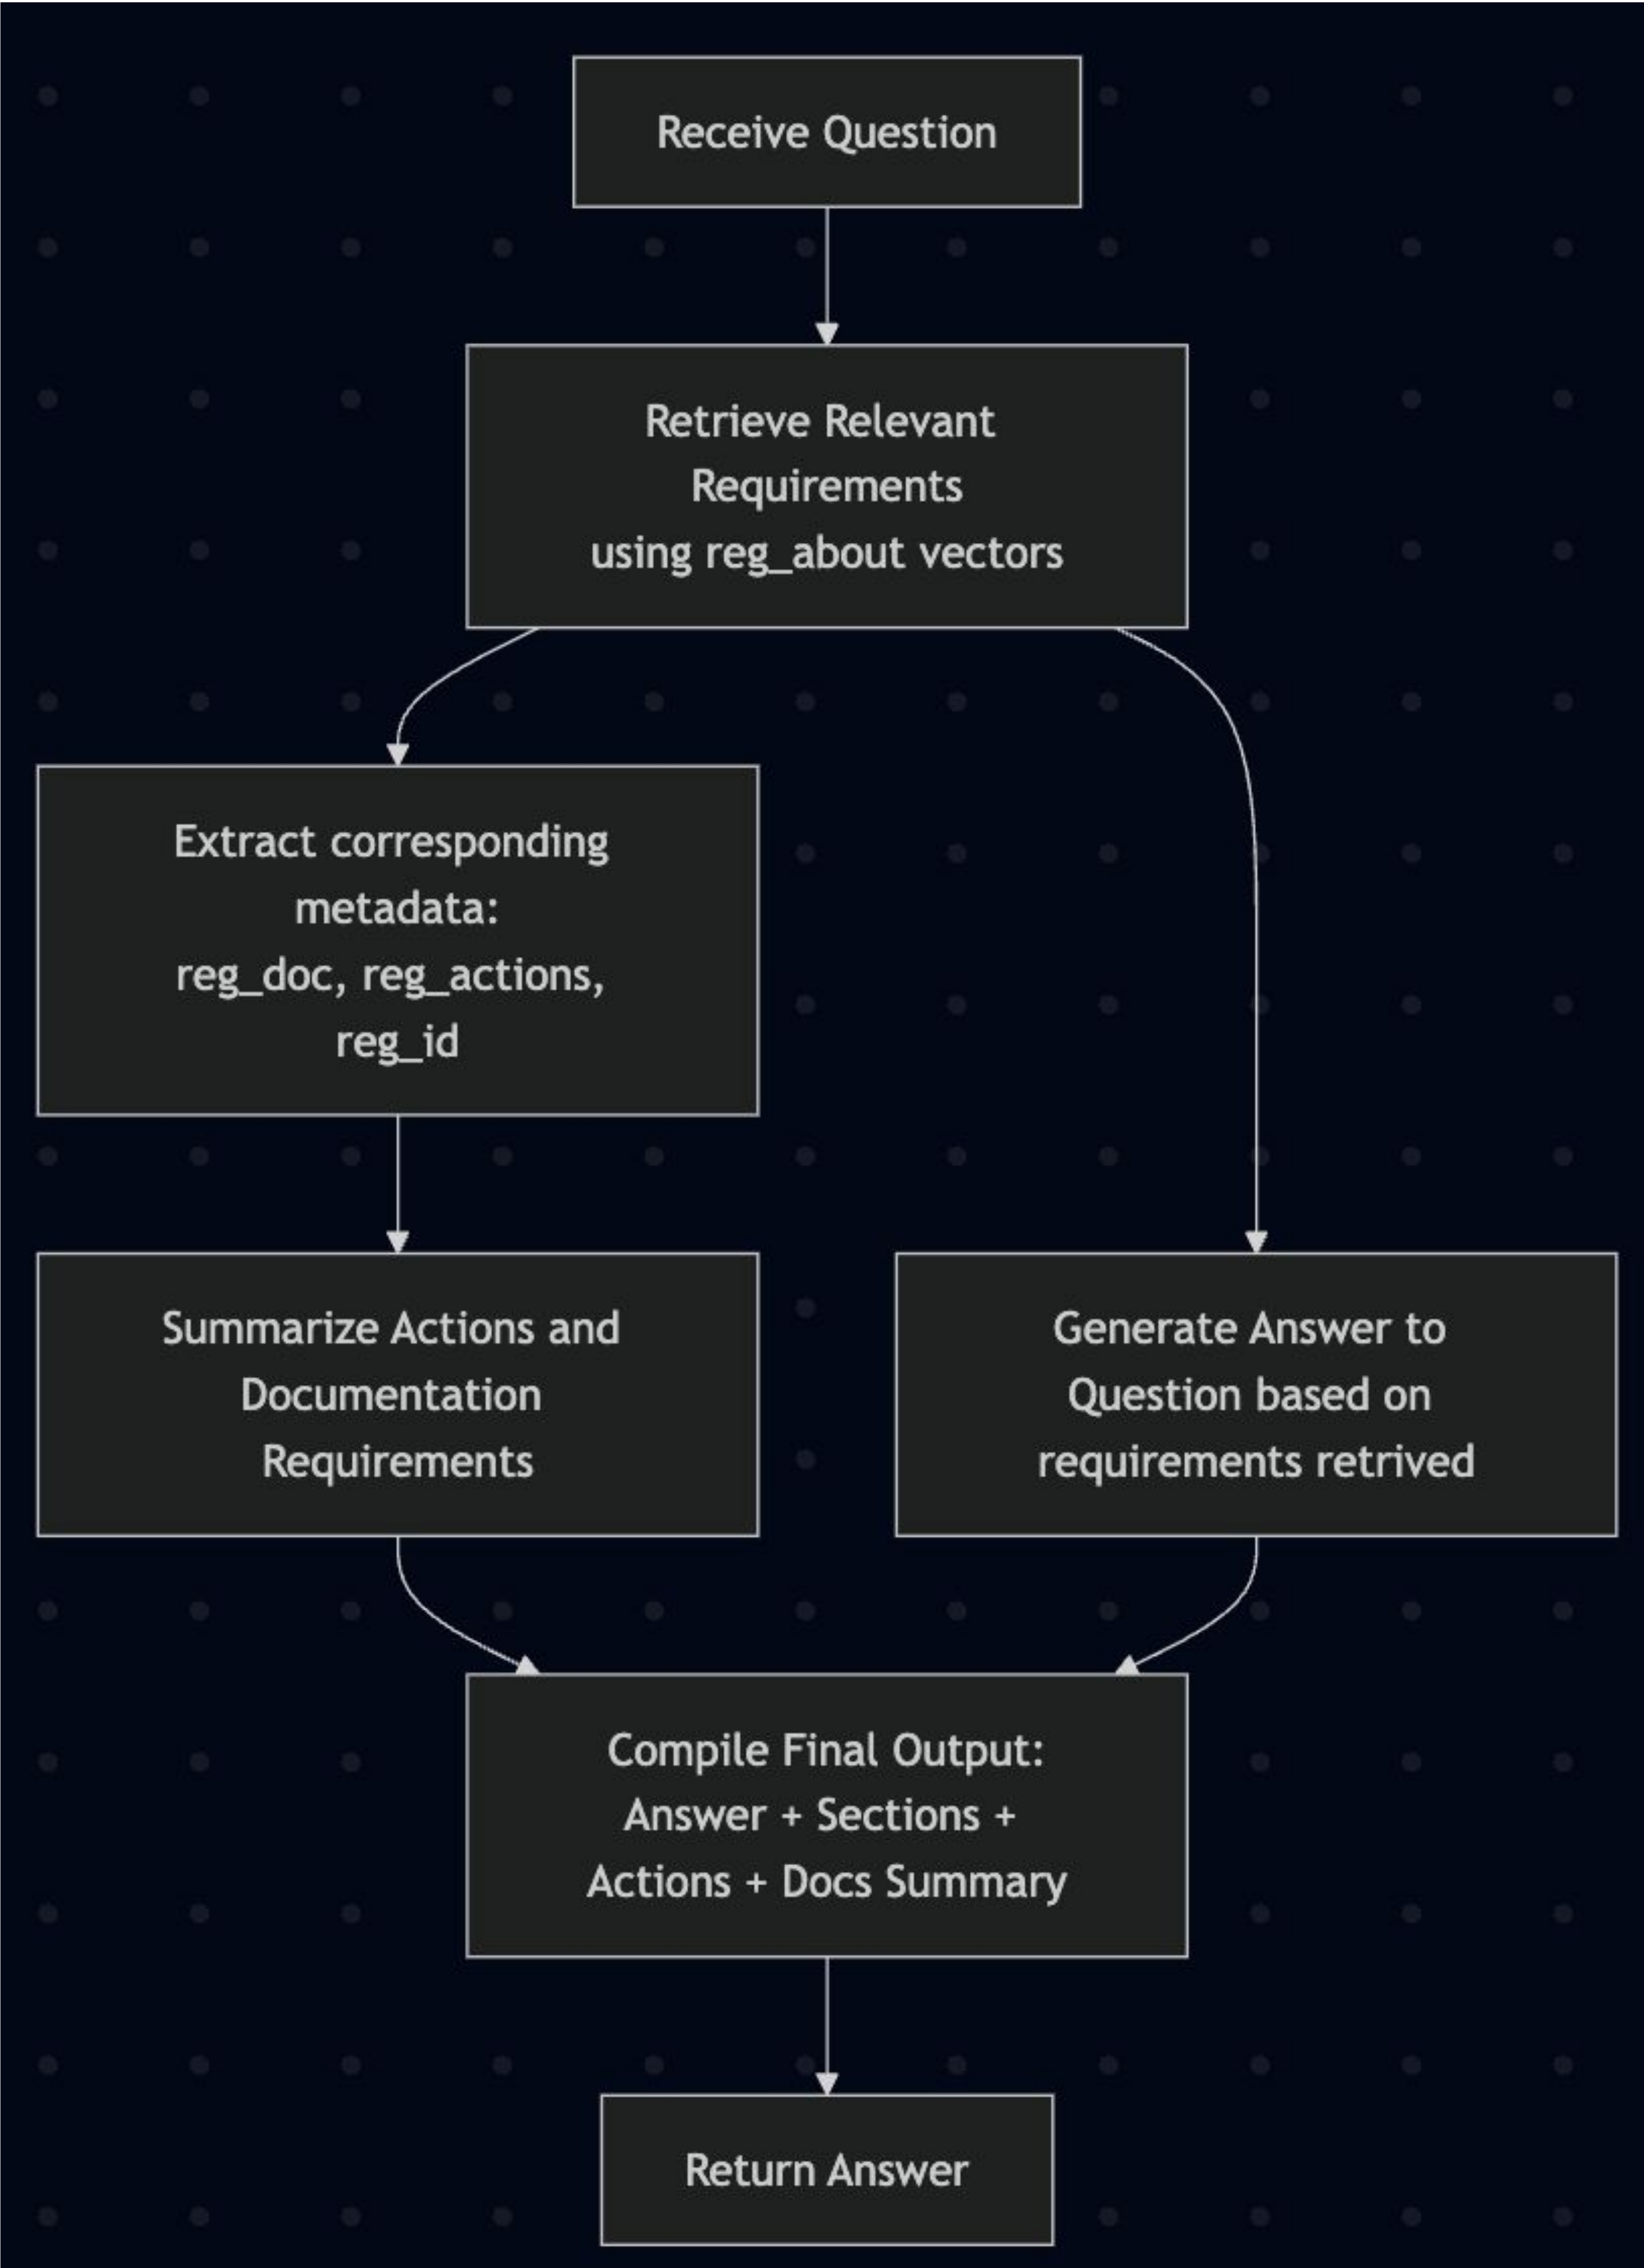 Receive Question
Retrieve Relevant
Requirements
using reg_about vectors
Extract corresponding
metadata:
reg_doc, reg_actions,
reg_id
Summarize Actions and
Documentation
Requirements
Generate Answer to
Question based on
requirements retrived
Compile Final Output:
Answer + Sections +
Actions + Docs Summary
Return Answer